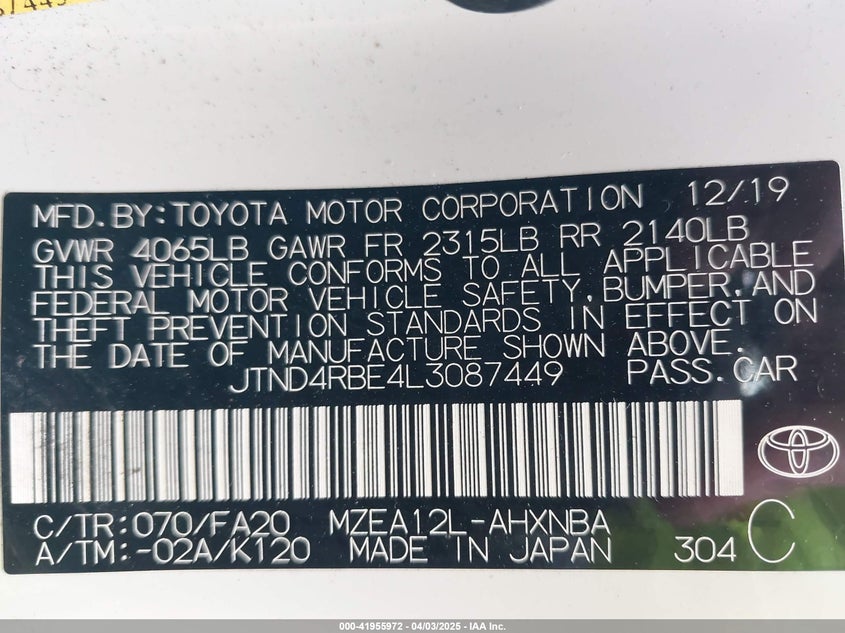 MFD.BY:TOYOTA MOTOR CORPORATION 12/19
GVWR 4065LB GAWR FR 2315LB RR 2140LB
THIS VEHICLE CONFORMS TO ALL APPLICABLE
FEDERAL MOTOR VEHICLE SAFETY,BUMPER,AND
THEFT PREVENTION STANDARDS IN EFFECT ON
THE DATE OF MANUFACTURE SHOWN ABOVE.
JTND4RBE4L3087449 PASS.CAR
C/TR:070/FA20 MZEA12L-AHXNBA
A/TM:-02A/K120 MADE IN JAPAN 304 C
000-41955972 | 04/03/2025 - IAA Inc.